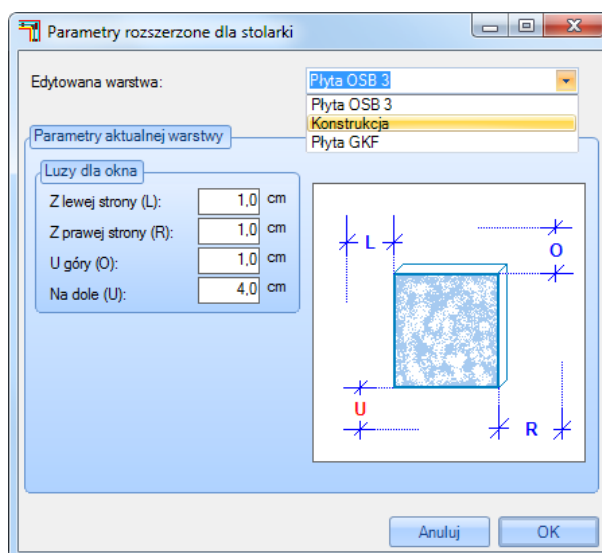 Parametry rozszerzone dla stolarki
Edytowana warstwa: Płyta OSB 3
Płyta OSB 3
Konstrukcja
Płyta GKF
Parametry aktualnej warstwy
Luzy dla okna
Z lewej strony (L): 1,0 cm
Z prawej strony (R): 1,0 cm
U góry (O): 1,0 cm
Na dole (U): 4,0 cm
L
O
U
R
Anuluj OK